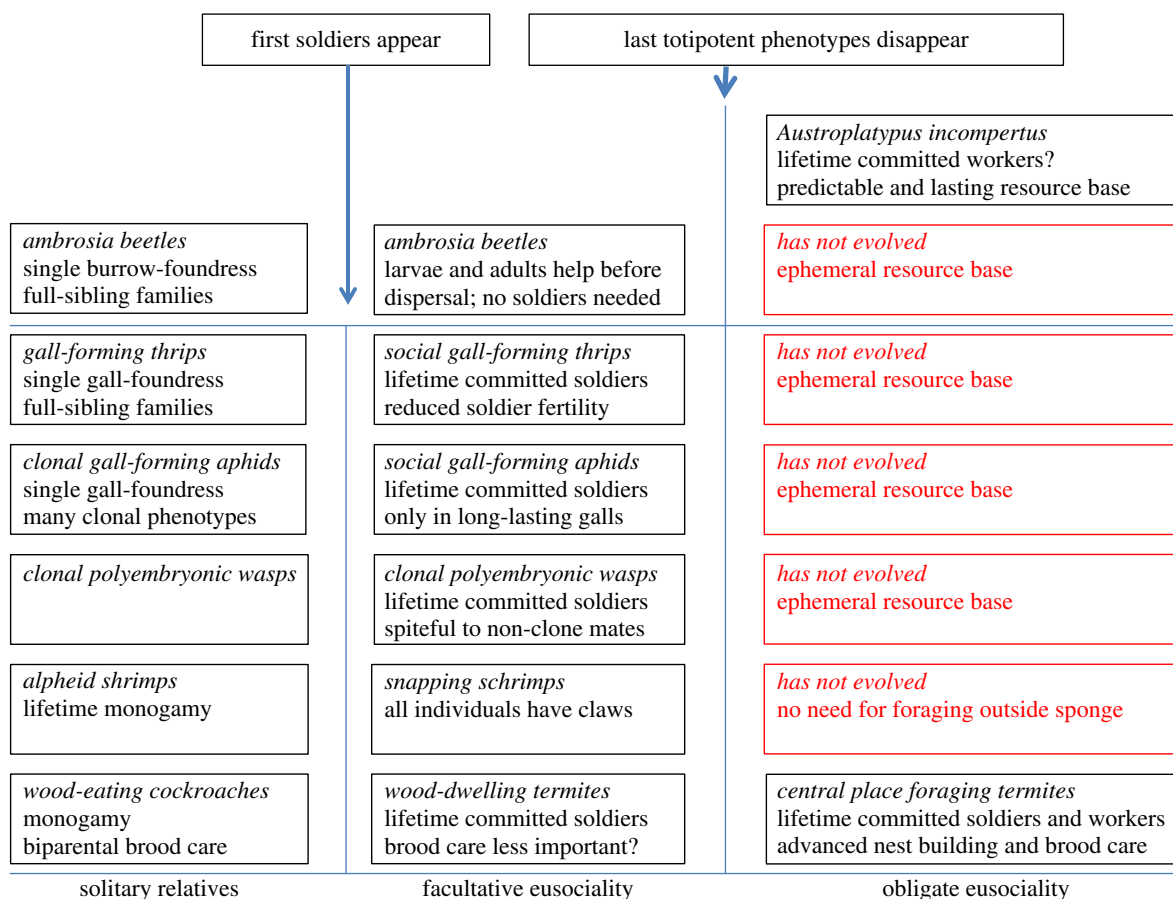 first soldiers appear
last totipotent phenotypes disappear
Austroplatypus incompertus
lifetime committed workers?
predictable and lasting resource base
ambrosia beetles
single burrow-foundress
full-sibling families
ambrosia beetles
larvae and adults help before
dispersal; no soldiers needed
has not evolved
ephemeral resource base
gall-forming thrips
single gall-foundress
full-sibling families
social gall-forming thrips
lifetime committed soldiers
reduced soldier fertility
has not evolved
ephemeral resource base
clonal gall-forming aphids
single gall-foundress
many clonal phenotypes
social gall-forming aphids
lifetime committed soldiers
only in long-lasting galls
has not evolved
ephemeral resource base
clonal polyembryonic wasps
clonal polyembryonic wasps
lifetime committed soldiers
spiteful to non-clone mates
has not evolved
ephemeral resource base
alpheid shrimps
lifetime monogamy
snapping schrimps
all individuals have claws
has not evolved
no need for foraging outside sponge
wood-eating cockroaches
monogamy
biparental brood care
wood-dwelling termites
lifetime committed soldiers
brood care less important?
central place foraging termites
lifetime committed soldiers and workers
advanced nest building and brood care
solitary relatives
facultative eusociality
obligate eusociality